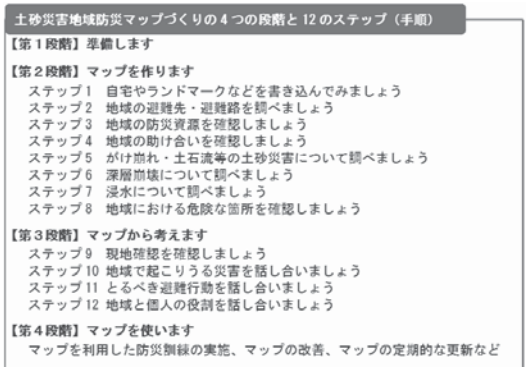 土砂災害地域防災マップづくりの4つの段階と12のステップ（手順）
【第1段階】準備します
【第2段階】マップを作ります
ステップ1 自宅やランドマークなどを書き込んでみましょう
ステップ2 地域の避難先・避難路を調べましょう
ステップ3 地域の防災資源を確認しましょう
ステップ4 地域の助け合いを確認しましょう
ステップ5 がけ崩れ・土石流等の土砂災害について調べましょう
ステップ6 深層崩壊について調べましょう
ステップ7 浸水について調べましょう
ステップ8 地域における危険な箇所を確認しましょう
【第3段階】マップから考えます
ステップ9 現地確認を確認しましょう
ステップ10 地域で起こりうる災害を話し合いましょう
ステップ11 とるべき避難行動を話し合いましょう
ステップ12 地域と個人の役割を話し合いましょう
【第4段階】マップを使います
マップを利用した防災訓練の実施、マップの改善、マップの定期的な更新など